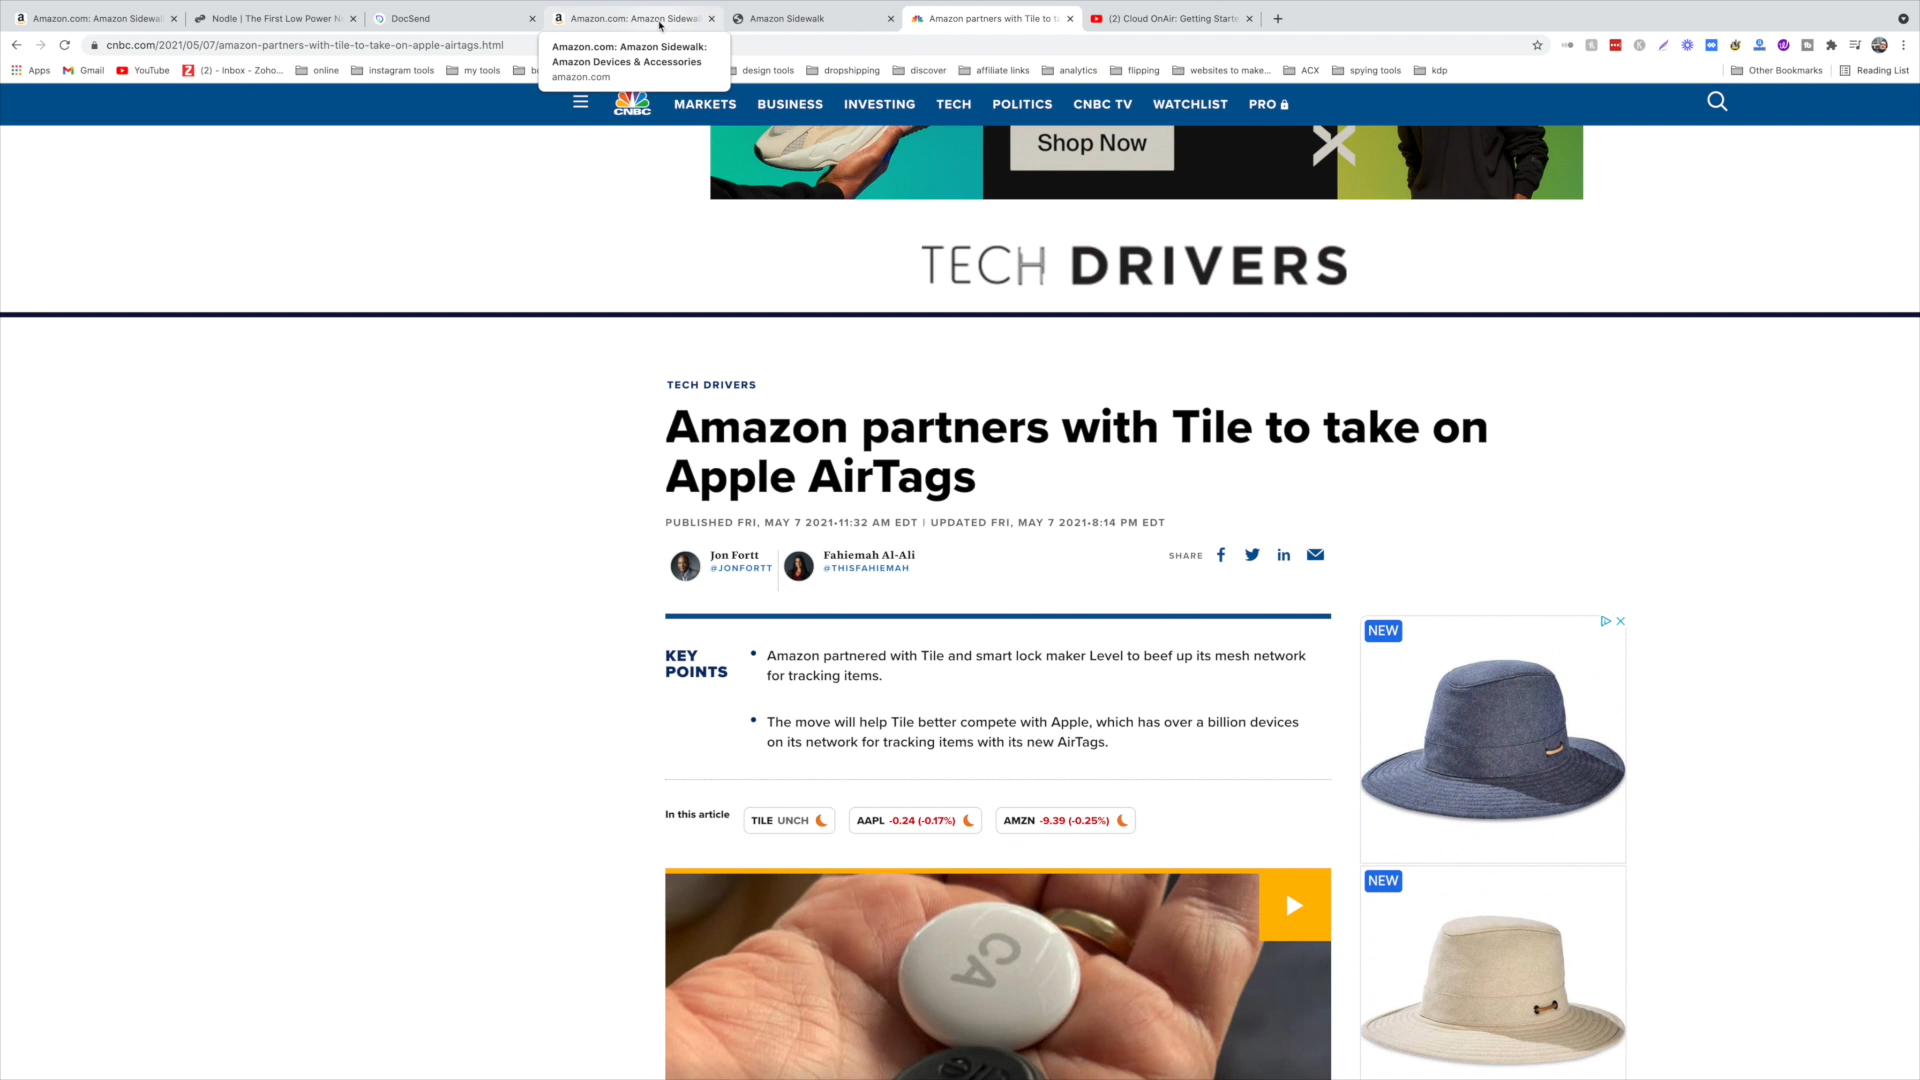 Amazon.com: Amazon Sidewal
Nodle | The First Low Power N
DocSend
Amazon.com: Amazon Sidewal
Amazon Sidewalk
Amazon partners with Tile to ta
(2) Cloud OnAir: Getting Starte
cnbc.com/2021/05/07/amazon-partners-with-tile-to-take-on-apple-airtags.html
Amazon.com: Amazon Sidewalk:
Amazon Devices & Accessories
amazon.com
Apps
Gmail
YouTube
(2) - Inbox - Zoho...
online
instagram tools
my tools
design tools
dropshipping
discover
affiliate links
analytics
flipping
websites to make...
ACX
spying tools
kdp
Other Bookmarks
Reading List
CNBC
MARKETS
BUSINESS
INVESTING
TECH
POLITICS
CNBC TV
WATCHLIST
PRO
Shop Now
TECH DRIVERS
TECH DRIVERS
Amazon partners with Tile to take on
Apple AirTags
PUBLISHED FRI, MAY 7 2021•11:32 AM EDT | UPDATED FRI, MAY 7 2021•8:14 PM EDT
Jon Fortt
@JONFORTT
Fahiemah Al-Ali
@THISFAHIEMAH
SHARE
KEY
POINTS
• Amazon partnered with Tile and smart lock maker Level to beef up its mesh network
for tracking items.
• The move will help Tile better compete with Apple, which has over a billion devices
on its network for tracking items with its new AirTags.
In this article
TILE UNCH
AAPL -0.24 (-0.17%)
AMZN -9.39 (-0.25%)
NEW
NEW
CA